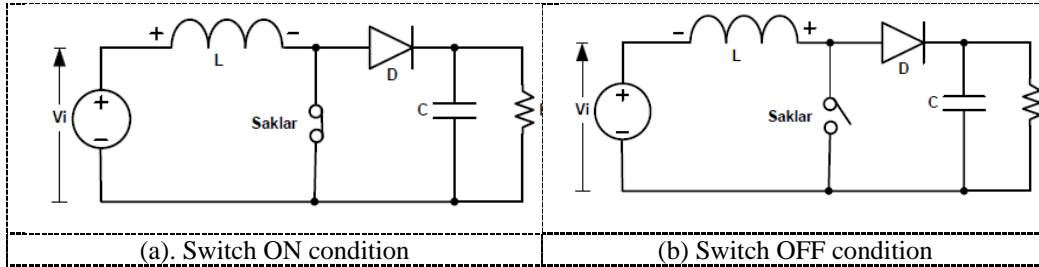 + L - D
Vi + - Saklar C
- L + D
Vi + - Saklar C
(a). Switch ON condition
(b) Switch OFF condition